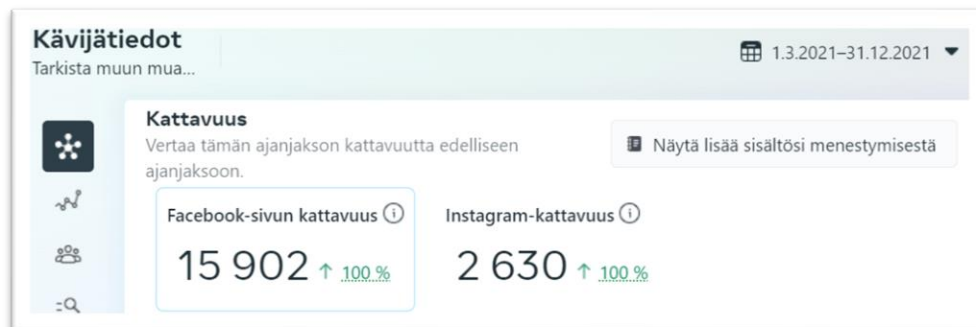 Kävijätiedot
Tarkista muun mua...
1.3.2021–31.12.2021
Kattavuus
Vertaa tämän ajanjakson kattavuutta edelliseen
ajanjaksoon.
Näytä lisää sisältösi menestymisestä
Facebook-sivun kattavuus
15 902 ↑ 100 %
Instagram-kattavuus
2 630 ↑ 100 %